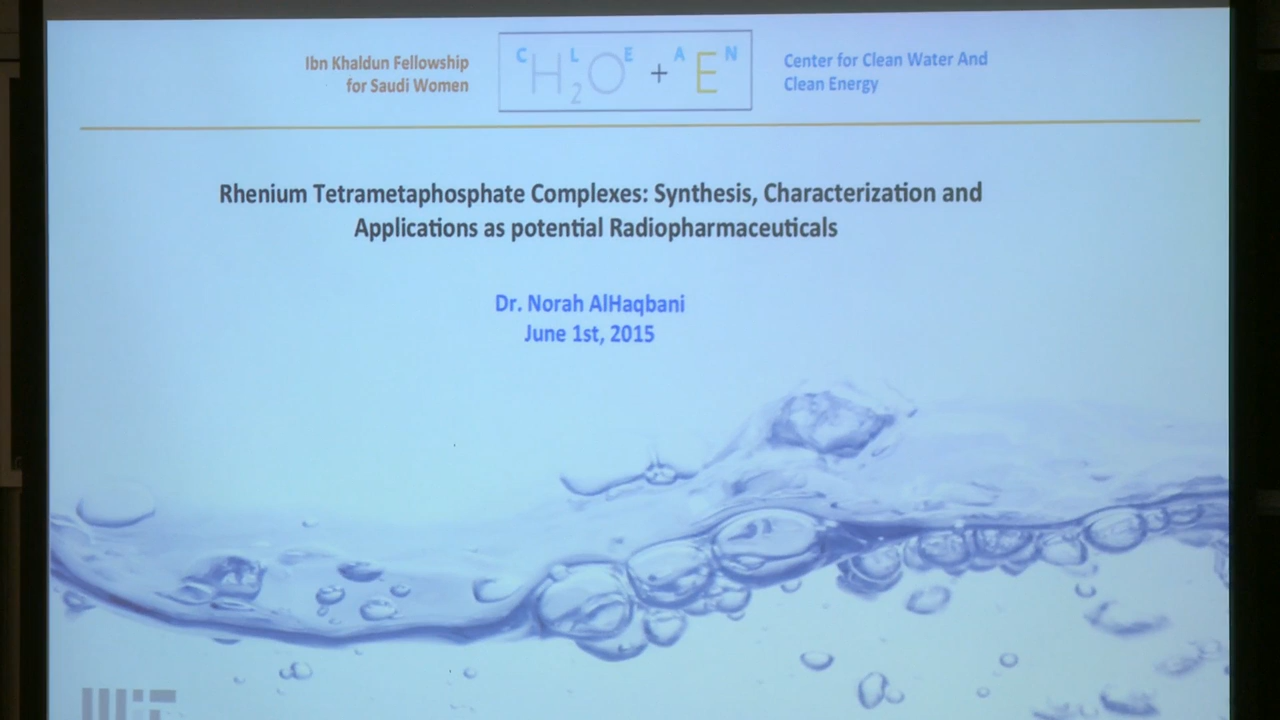 Ibn Khaldun Fellowship
for Saudi Women
C L E A N
H2O + E
Center for Clean Water And
Clean Energy
Rhenium Tetrametaphosphate Complexes: Synthesis, Characterization and
Applications as potential Radiopharmaceuticals
Dr. Norah AlHaqbani
June 1st, 2015